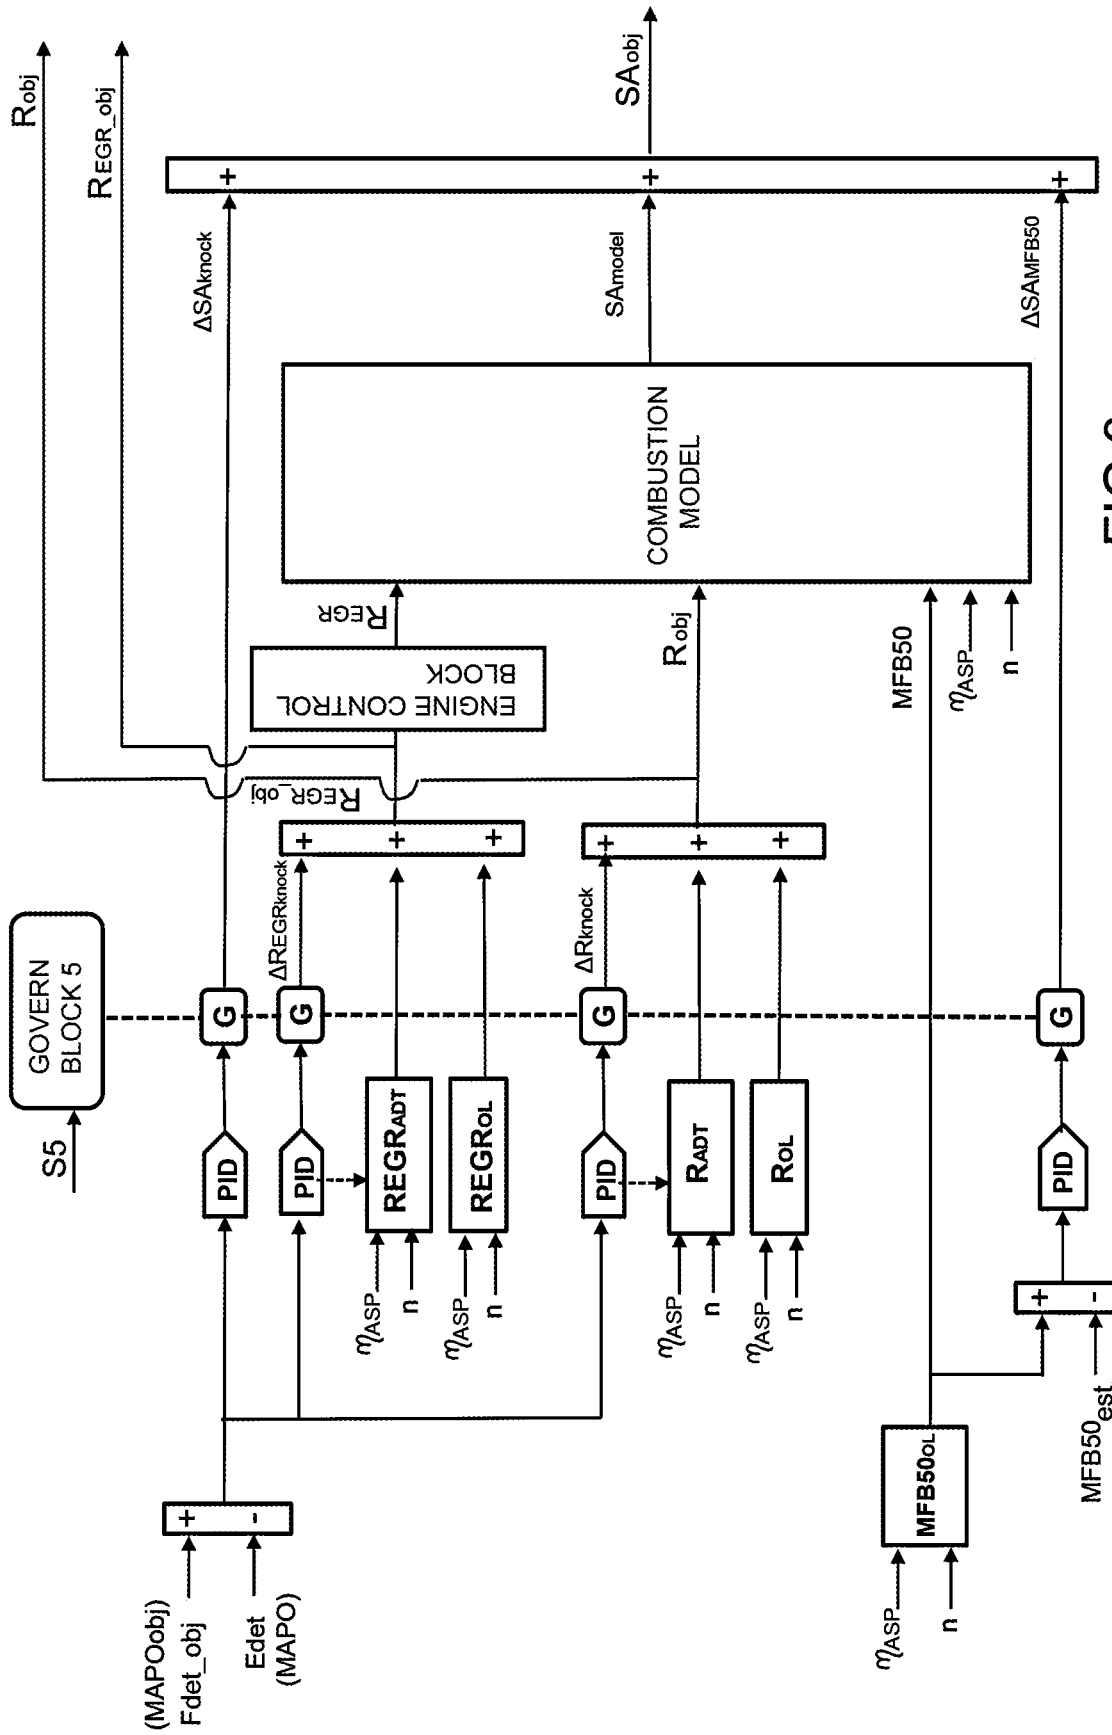 (MAPOobj)
Fdet_obj
Edet
(MAPO)
+
-
S5
GOVERN
BLOCK 5
PID
G
ΔSAknock
+
Robj
REGR_obj
PID
G
ΔREGRknock
+
ηASP
n
REGRADT
+
ηASP
n
REGROL
+
REGR_obj
ENGINE CONTROL
BLOCK
REGR
PID
G
ΔRknock
+
ηASP
n
RADT
+
ηASP
n
ROL
+
Robj
COMBUSTION
MODEL
SAmodel
+
SAobj
ηASP
n
MFB50OL
MFB50
ηASP
n
+
-
MFB50est
PID
G
ΔSAMFB50
+